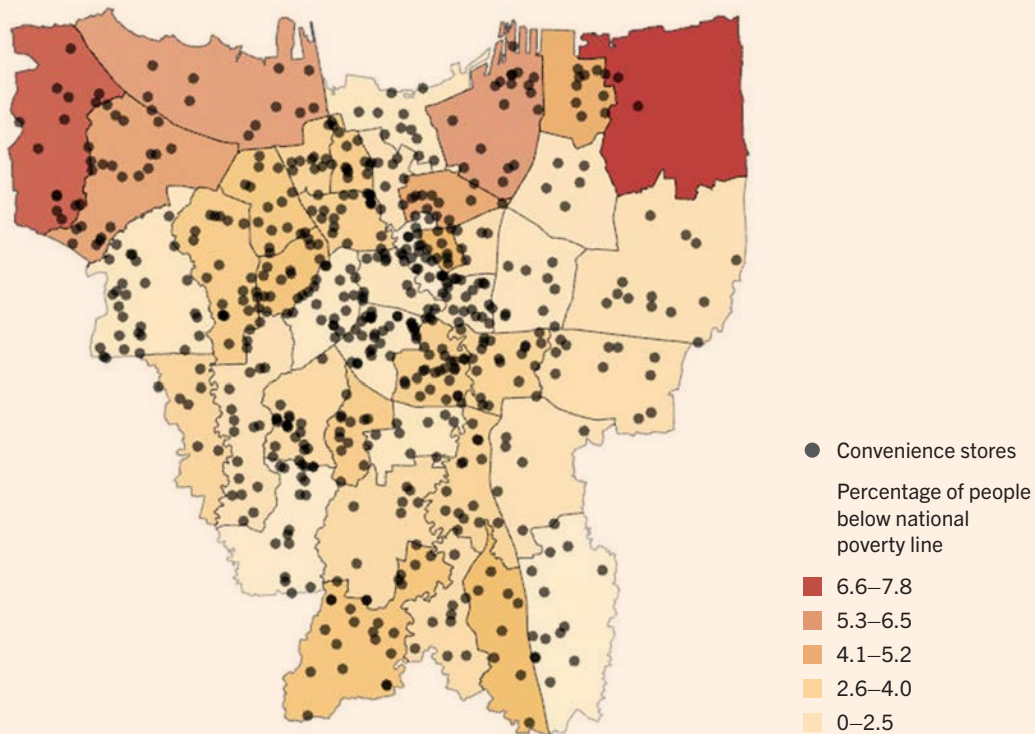 Convenience stores
Percentage of people
below national
poverty line
6.6–7.8
5.3–6.5
4.1–5.2
2.6–4.0
0–2.5